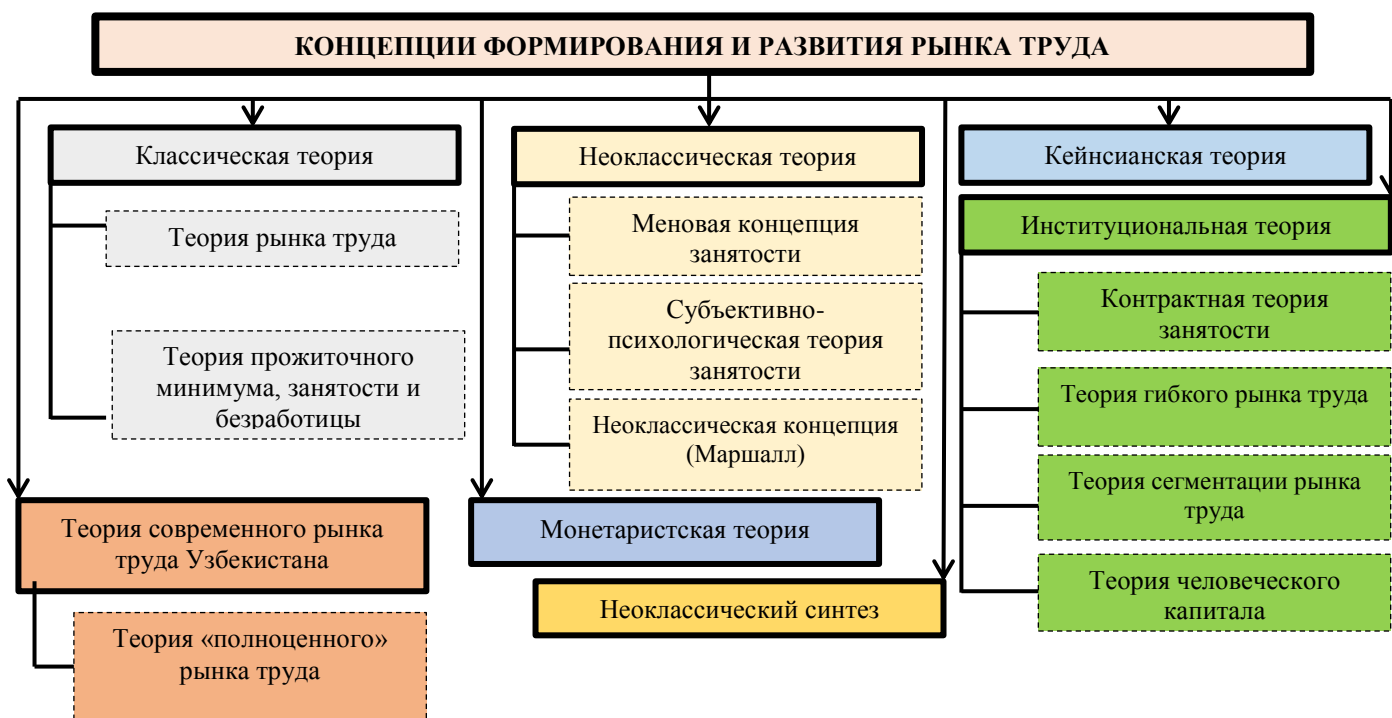 КОНЦЕПЦИИ ФОРМИРОВАНИЯ И РАЗВИТИЯ РЫНКА ТРУДА
Классическая теория
Теория рынка труда
Теория прожиточного
минимума, занятости и
безработицы
Неоклассическая теория
Меновая концепция
занятости
Субъективно-
психологическая теория
занятости
Неоклассическая концепция
(Маршалл)
Кейнсианская теория
Институциональная теория
Контрактная теория
занятости
Теория гибкого рынка труда
Теория сегментации рынка
труда
Теория человеческого
капитала
Теория современного рынка
труда Узбекистана
Теория «полноценного»
рынка труда
Монетаристская теория
Неоклассический синтез